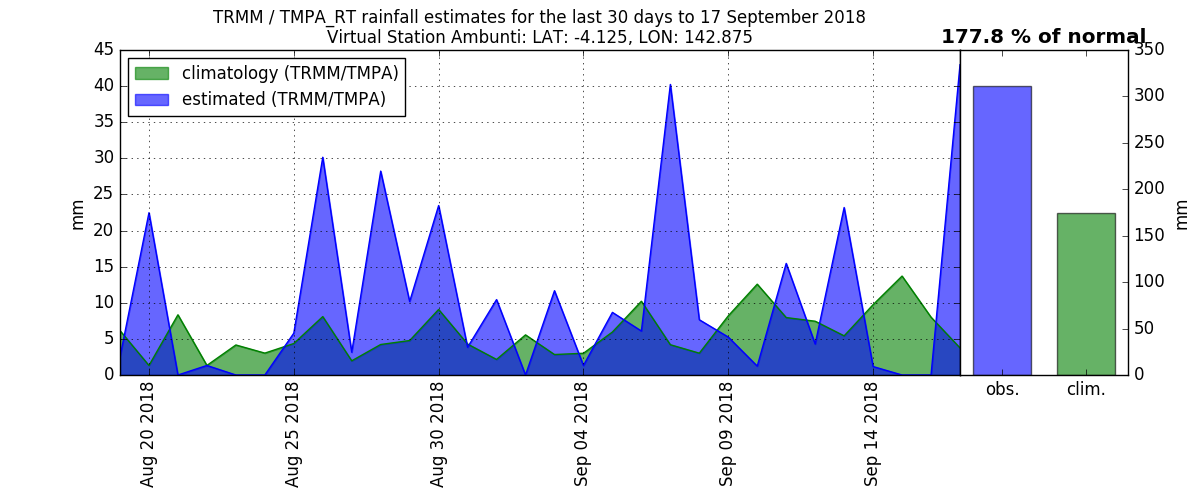 TRMM / TMPA_RT rainfall estimates for the last 30 days to 17 September 2018
Virtual Station Ambunti: LAT: -4.125, LON: 142.875
177.8 % of normal
climatology (TRMM/TMPA)
estimated (TRMM/TMPA)
mm
45
40
35
30
25
20
15
10
5
0
Aug 20 2018
Aug 25 2018
Aug 30 2018
Sep 04 2018
Sep 09 2018
Sep 14 2018
obs.
clim.
350
300
250
200
150
100
50
0
mm